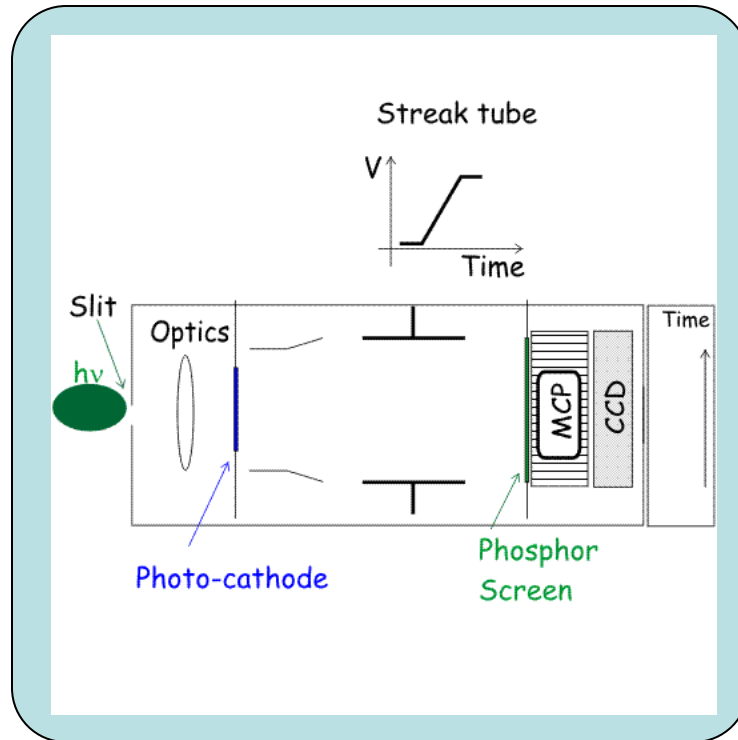 Streak tube
V
Time
Slit
Optics
Time
hν
MCP
CCD
Photo-cathode
Phosphor
Screen